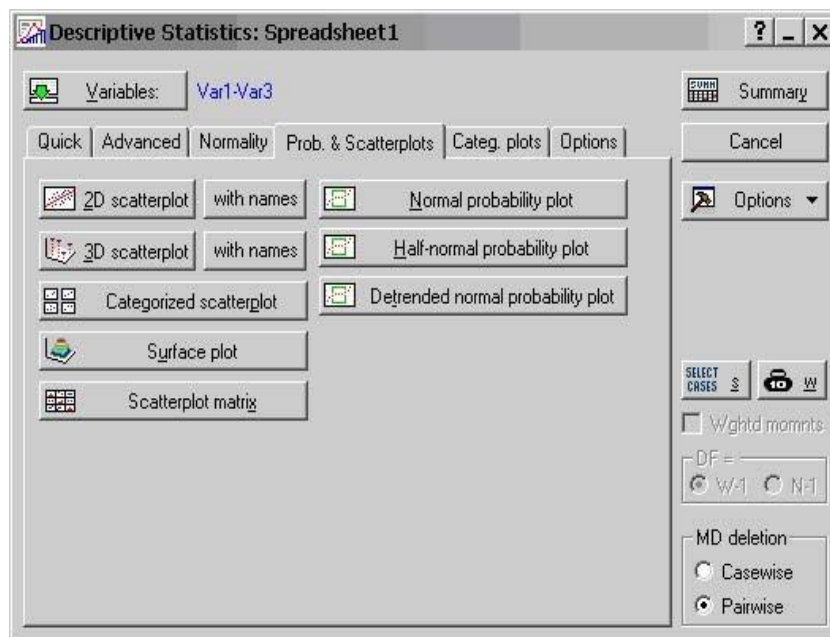 Descriptive Statistics: Spreadsheet1
? _ X
Variables: Var1-Var3
Quick Advanced Normality Prob. & Scatterplots Categ. plots Options
2D scatterplot with names
3D scatterplot with names
Categorized scatterplot
Surface plot
Scatterplot matrix
Normal probability plot
Half-normal probability plot
Detrended normal probability plot
SUMM Summary
Cancel
Options
SELECT CASES S
10 W
Wghtd momnts
DF =
W-1 N-1
MD deletion
Casewise
Pairwise